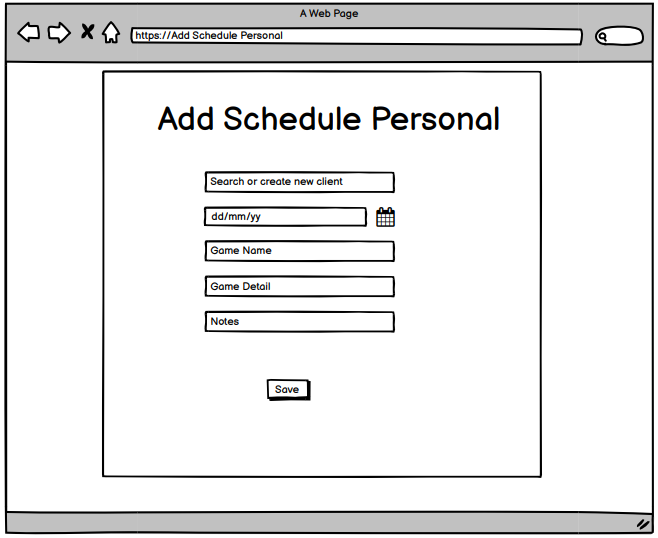 A Web Page
https://Add Schedule Personal
Add Schedule Personal
Search or create new client
dd/mm/yy
Game Name
Game Detail
Notes
Save